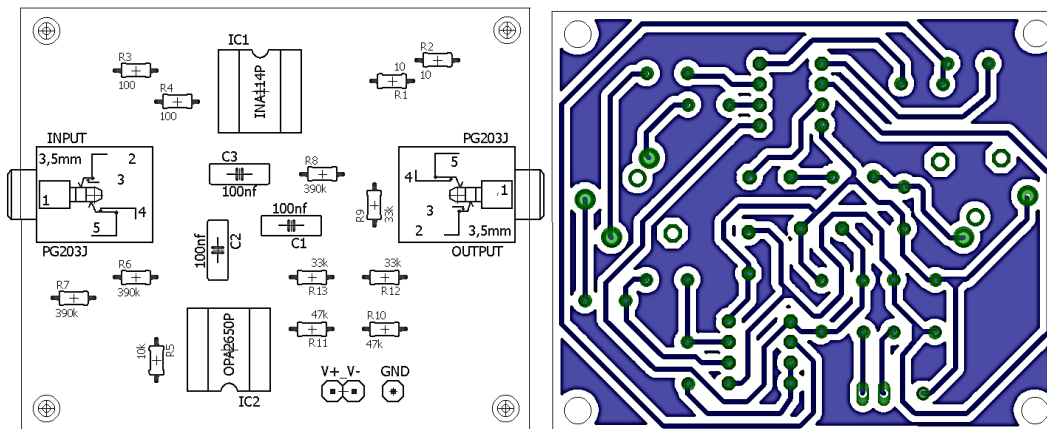 IC1
R3
100
R4
100
INA114P
R2
10
10
R1
INPUT
3,5mm
2
3
1
4
5
PG203J
C3
100nf
R8
390k
R9
33k
PG203J
5
4
1
3
2
3,5mm
OUTPUT
100nf
C2
100nf
C1
R6
390k
R7
390k
33k
R13
33k
R12
47k
R11
R10
47k
10k
R5
OPA2650P
IC2
V+_V-
GND